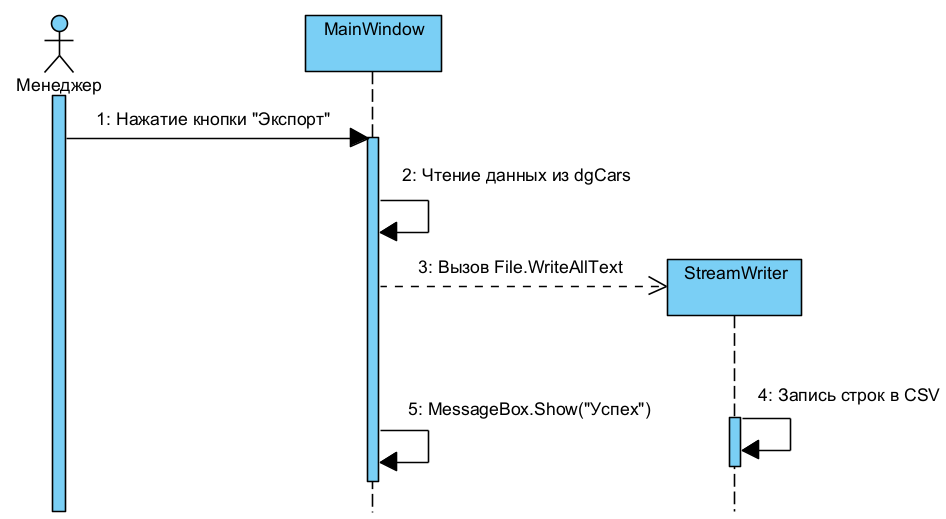 MainWindow
Менеджер
1: Нажатие кнопки "Экспорт"
2: Чтение данных из dgCars
3: Вызов File.WriteAllText
StreamWriter
4: Запись строк в CSV
5: MessageBox.Show("Успех")